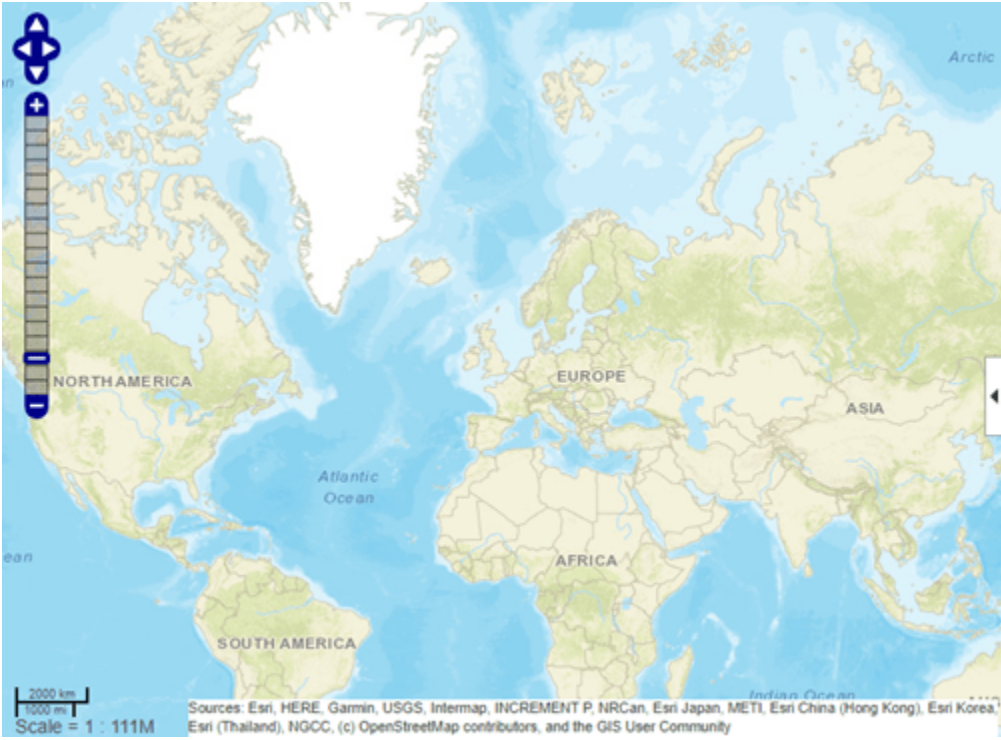 Arctic
an
NORTH AMERICA
EUROPE
ASIA
Atlantic
Ocean
ean
AFRICA
SOUTH AMERICA
Indian Ocean
2000 km
1000 mi
Scale = 1 : 111M
Sources: Esri, HERE, Garmin, USGS, Intermap, INCREMENT P, NRCan, Esri Japan, METI, Esri China (Hong Kong), Esri Korea,
Esri (Thailand), NGCC, (c) OpenStreetMap contributors, and the GIS User Community